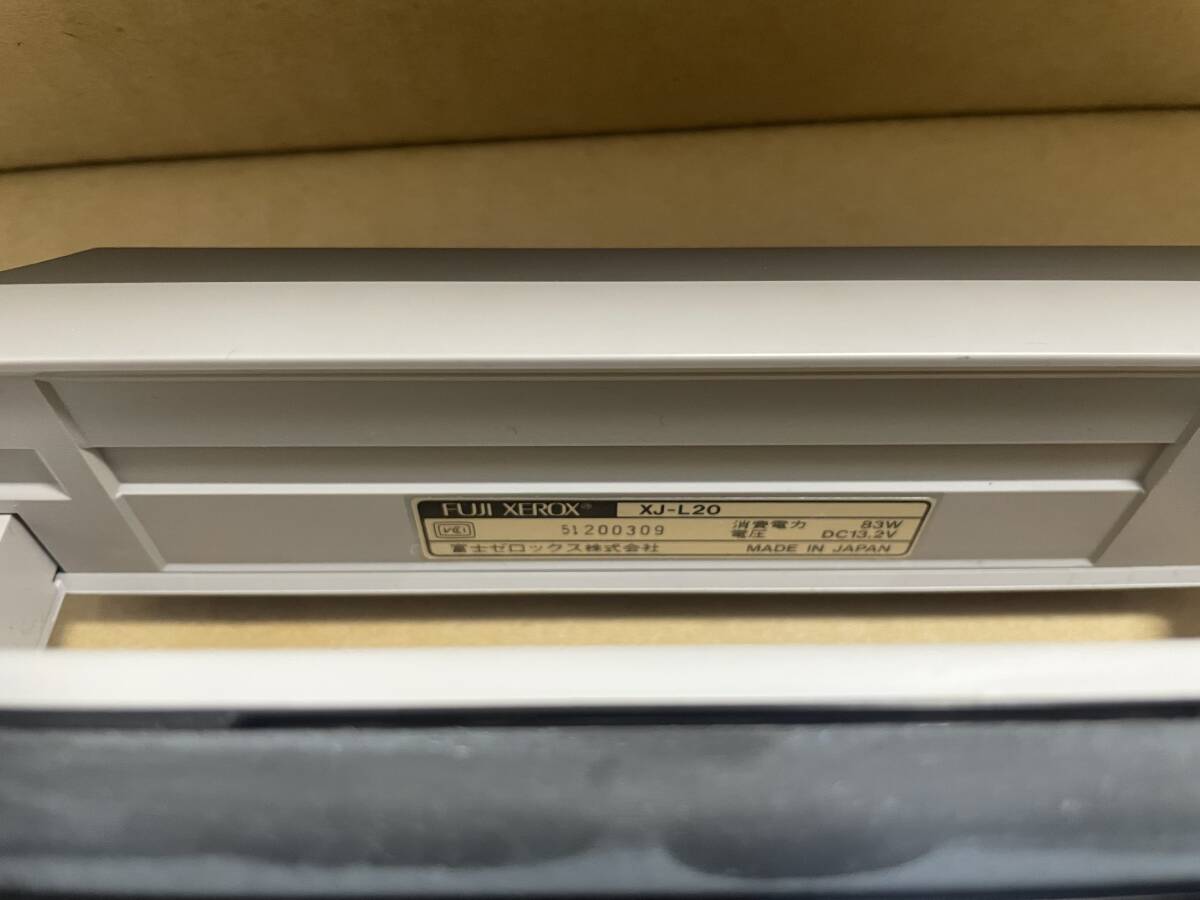 FUJI XEROX® XJ-L20
VCCI 51200309 消費電力 83W
電圧 DC13.2V
富士ゼロックス株式会社 MADE IN JAPAN